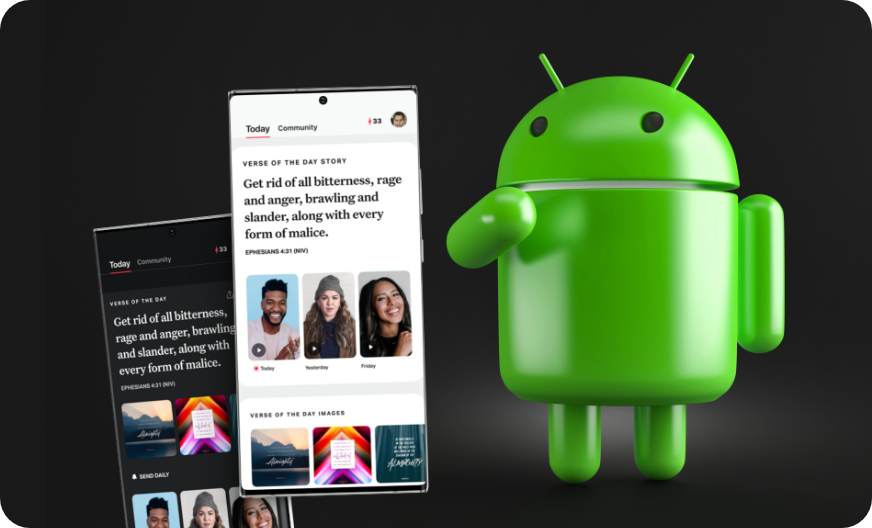 Today Community 33
VERSE OF THE DAY STORY
Get rid of all bitterness, rage
and anger, brawling and
slander, along with every
form of malice.
EPHESIANS 4:31 (NIV)
Today Yesterday Friday
VERSE OF THE DAY IMAGES
Almighty
ALMIGHTY
Today Community 33
VERSE OF THE DAY
Get rid of all bitterness,
rage and anger, brawling
and slander, along with
every form of malice.
EPHESIANS 4:31 (NIV)
Almighty
SEND DAILY